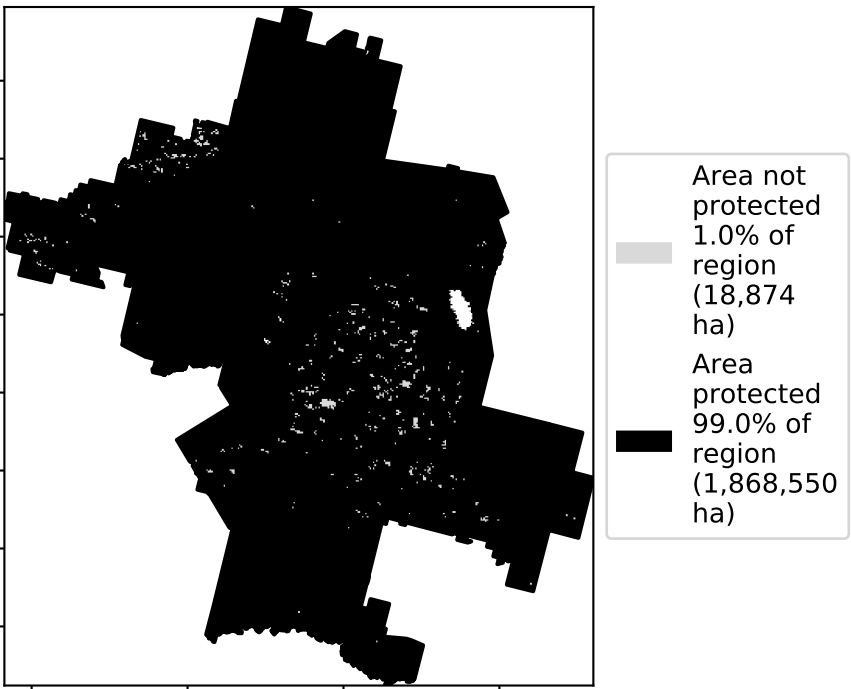 Area not
protected
1.0% of
region
(18,874
ha)
Area
protected
99.0% of
region
(1,868,550
ha)